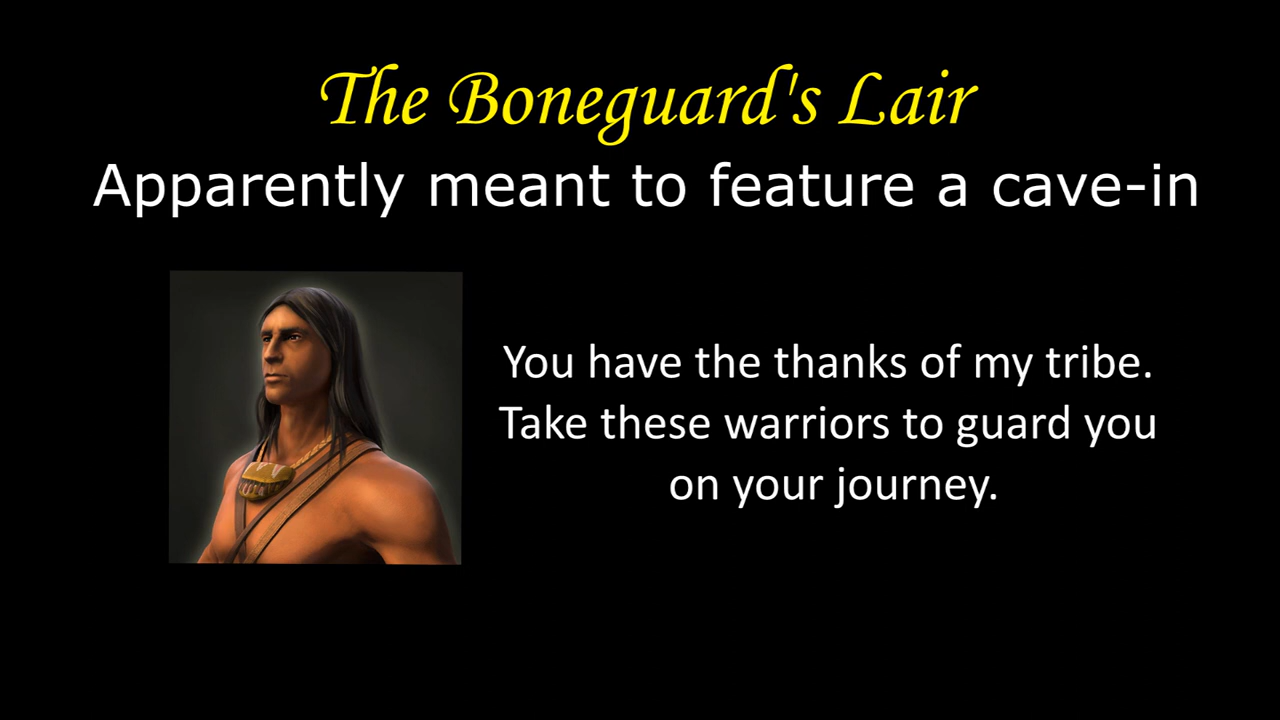 The Boneguard's Lair
Apparently meant to feature a cave-in
You have the thanks of my tribe.
Take these warriors to guard you
on your journey.